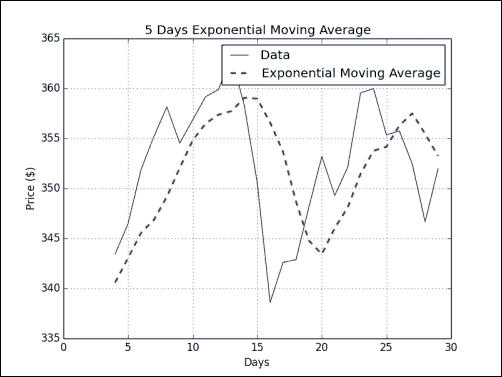 5 Days Exponential Moving Average
365
Data
Exponential Moving Average
360
355
350
345
340
335
Price ($)
0 5 10 15 20 25 30
Days